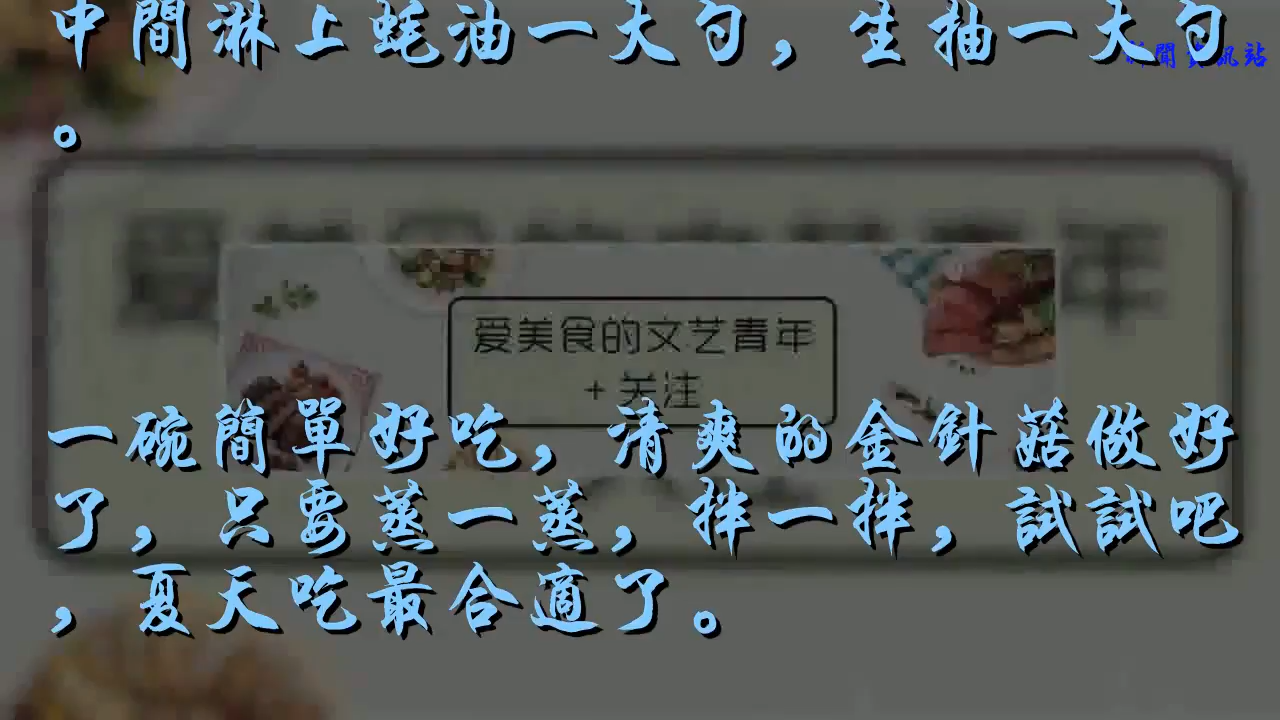 中間淋上蚝油一大勺，生抽一大勺
。
爱美食的文艺青年
+ 关注
一碗簡單好吃，清爽的金針菇做好
了，只要蒸一蒸，拌一拌，試試吧
，夏天吃最合適了。